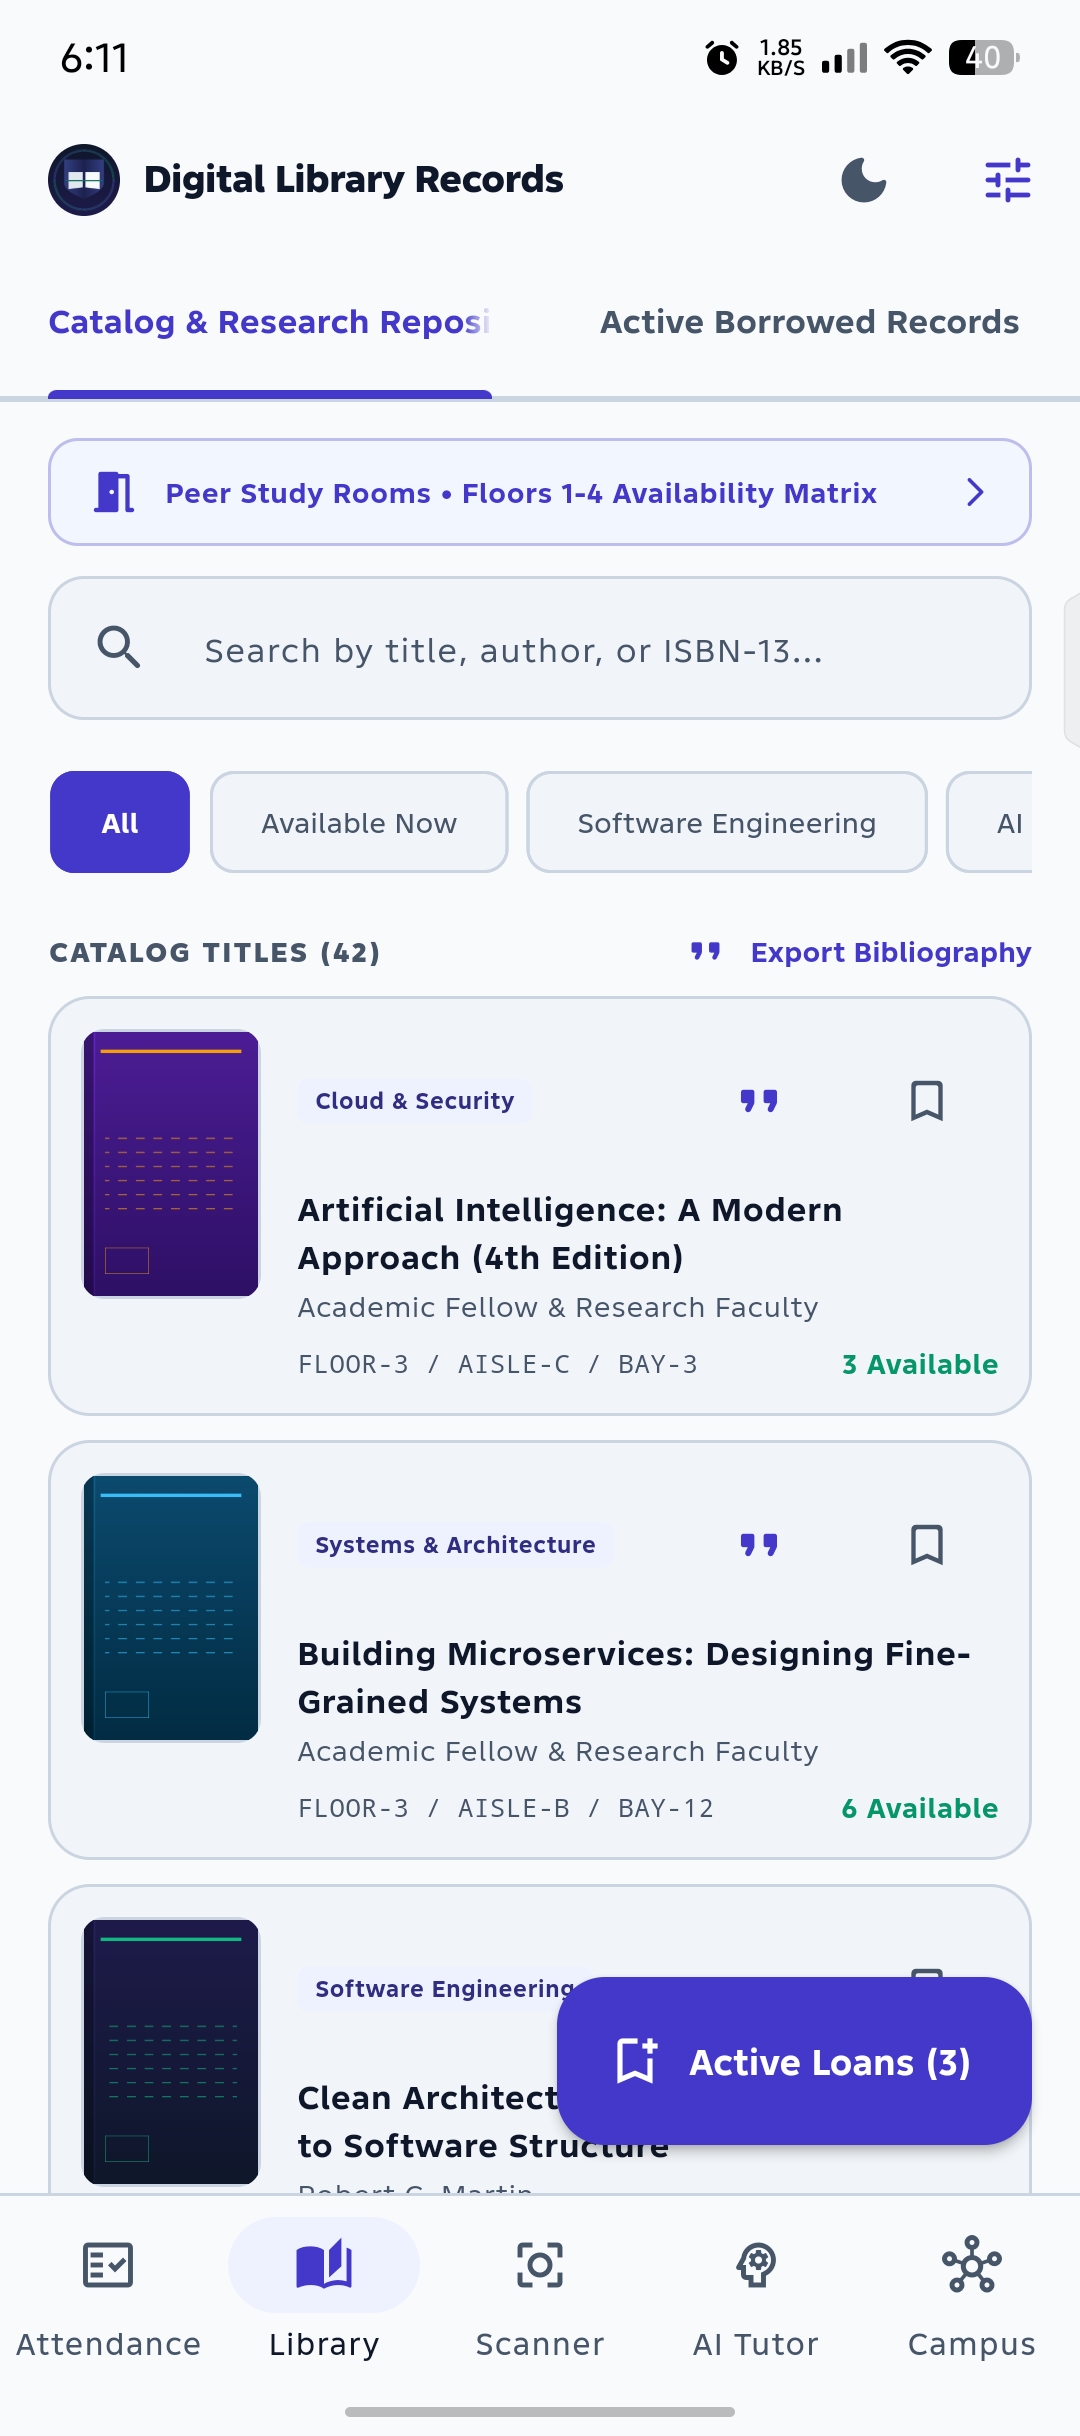 6:11
1.85
KB/S
40
Digital Library Records
Catalog & Research Reposi
Active Borrowed Records
Peer Study Rooms • Floors 1-4 Availability Matrix
Search by title, author, or ISBN-13...
All
Available Now
Software Engineering
AI
CATALOG TITLES (42)
Export Bibliography
Cloud & Security
Artificial Intelligence: A Modern
Approach (4th Edition)
Academic Fellow & Research Faculty
FLOOR-3 / AISLE-C / BAY-3
3 Available
Systems & Architecture
Building Microservices: Designing Fine-
Grained Systems
Academic Fellow & Research Faculty
FLOOR-3 / AISLE-B / BAY-12
6 Available
Software Engineering
Clean Architect
to Software Structure
Robert C. Martin
Active Loans (3)
Attendance
Library
Scanner
AI Tutor
Campus